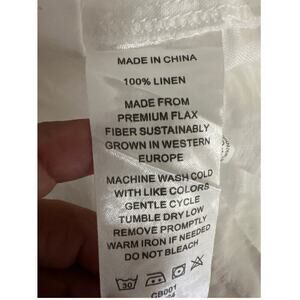 MADE IN CHINA
100% LINEN
MADE FROM
PREMIUM FLAX
FIBER SUSTAINABLY
GROWN IN WESTERN
EUROPE
MACHINE WASH COLD
WITH LIKE COLORS
GENTLE CYCLE
TUMBLE DRY LOW
REMOVE PROMPTLY
WARM IRON IF NEEDED
DO NOT BLEACH
30
CB001